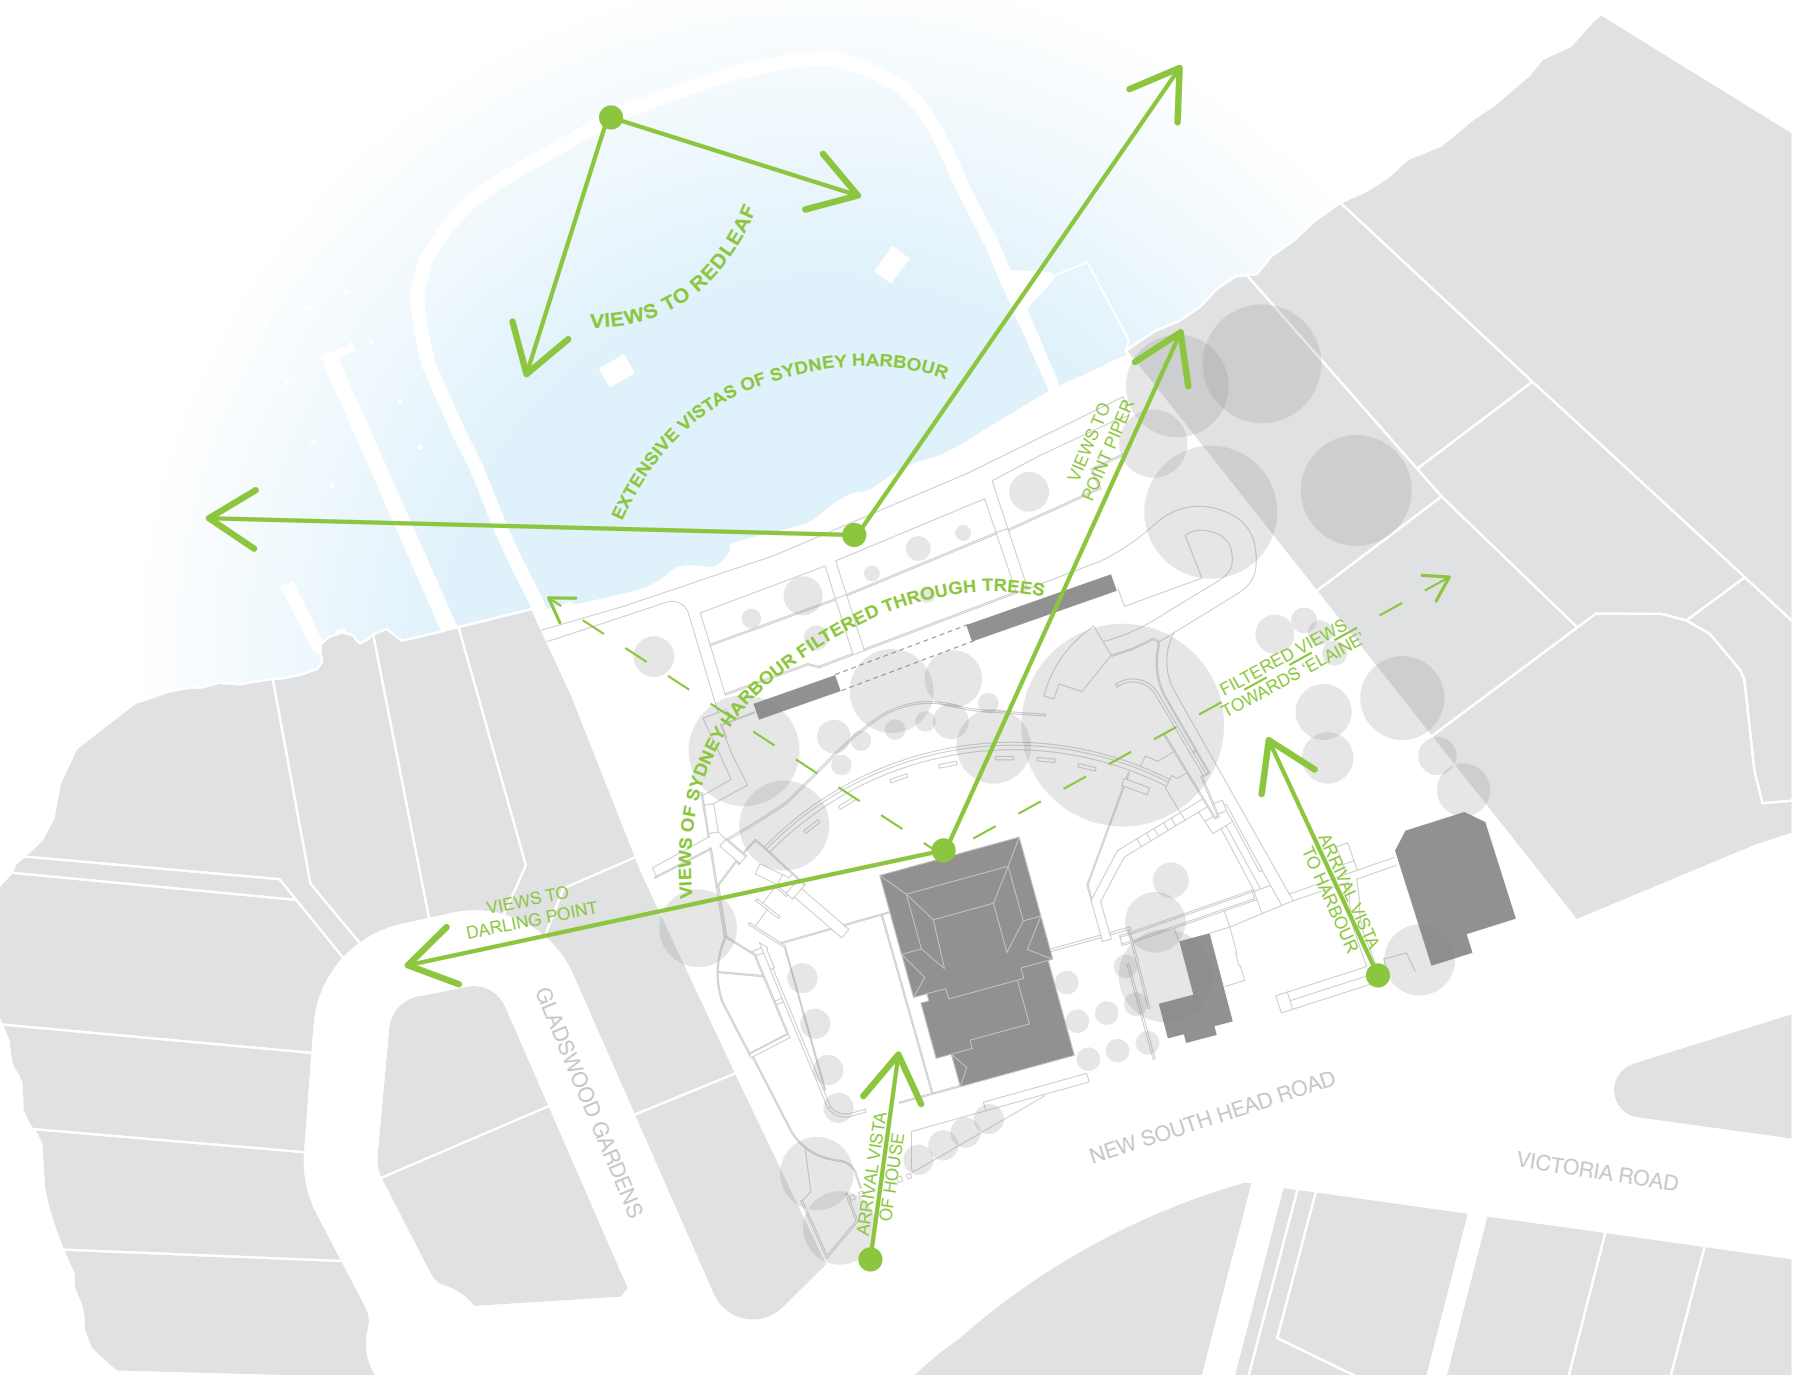 VIEWS TO REDLEAF
EXTENSIVE VISTAS OF SYDNEY HARBOUR
VIEWS TO
POINT PIPER
VIEWS OF SYDNEY HARBOUR FILTERED THROUGH TREES
FILTERED VIEWS
TOWARDS 'ELAINE'
VIEWS TO
DARLING POINT
ARRIVAL VISTA
TO HARBOUR
GLADSWOOD GARDENS
ARRIVAL VISTA
OF HOUSE
NEW SOUTH HEAD ROAD
VICTORIA ROAD